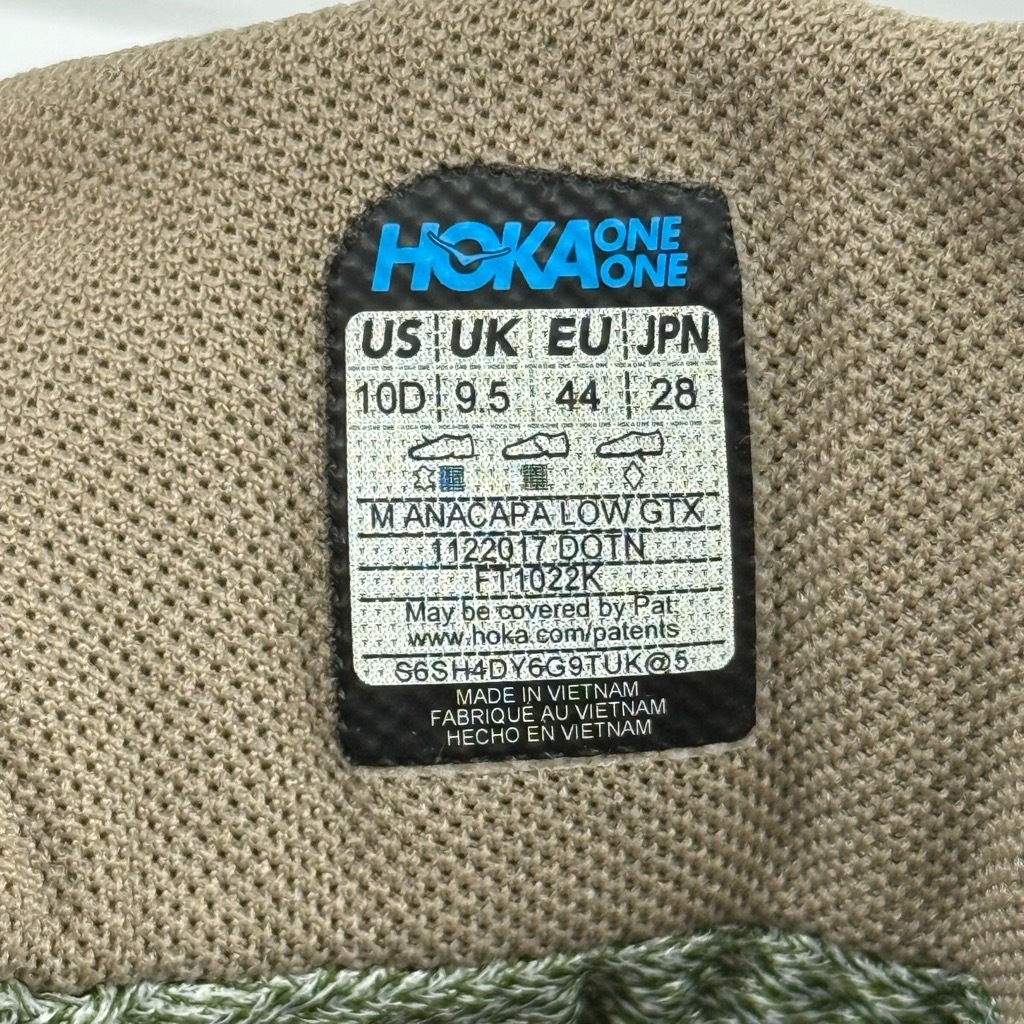 HOKA ONE ONE
US UK EU JPN
10D 9.5 44 28
M ANACAPA LOW GTX
1122017 DOTN
FT1022K
May be covered by Pat:
www.hoka.com/patents
S6SH4DY6G9TUK@5
MADE IN VIETNAM
FABRIQUE AU VIETNAM
HECHO EN VIETNAM